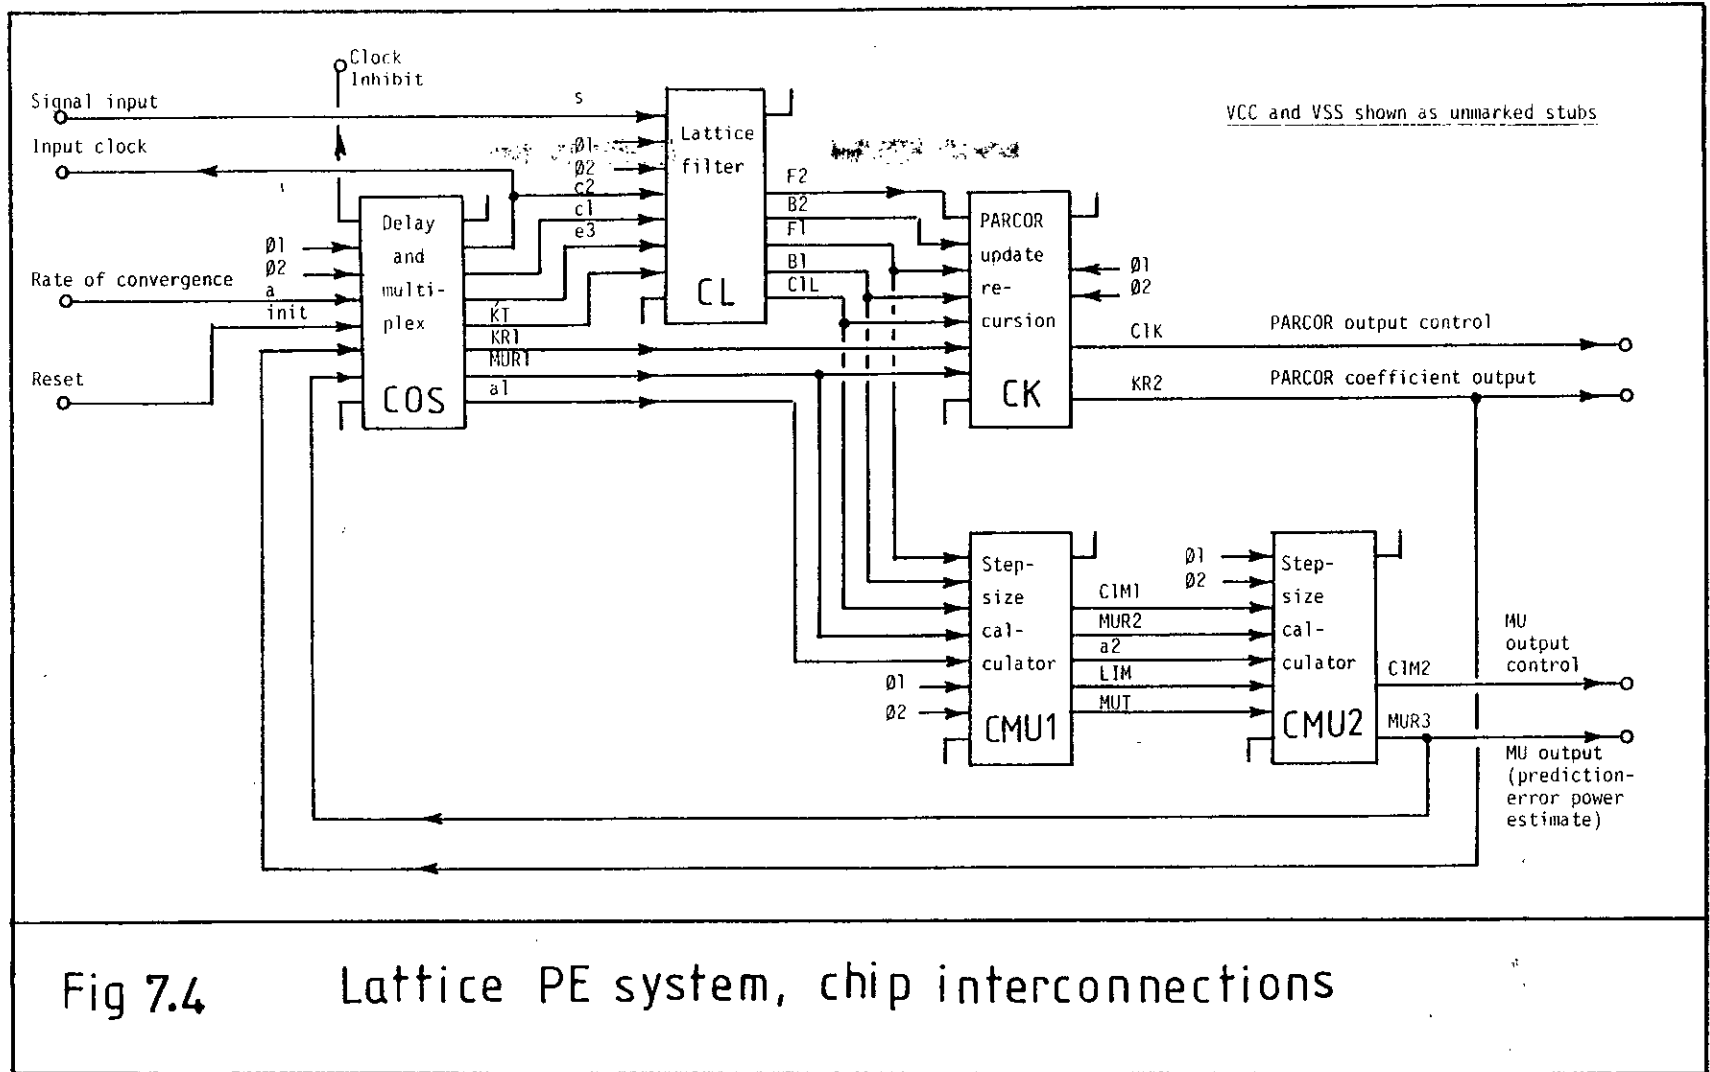 Clock
Inhibit
Signal input
s
VCC and VSS shown as unmarked stubs
Input clock
Ø1
Ø2
c2
c1
e3
Lattice
filter
CL
F2
B2
F1
B1
C1L
Delay
and
multi-
plex
COS
Ø1
Ø2
Rate of convergence
a
init
Reset
KT
KR1
MUR1
a1
PARCOR
update
re-
cursion
CK
Ø1
Ø2
C1K
PARCOR output control
KR2
PARCOR coefficient output
Step-
size
cal-
culator
CMU1
Ø1
Ø2
C1M1
MUR2
a2
LIM
MUT
Ø1
Ø2
Step-
size
cal-
culator
CMU2
C1M2
MUR3
MU
output
control
MU output
(prediction-
error power
estimate)
Fig 7.4 Lattice PE system, chip interconnections